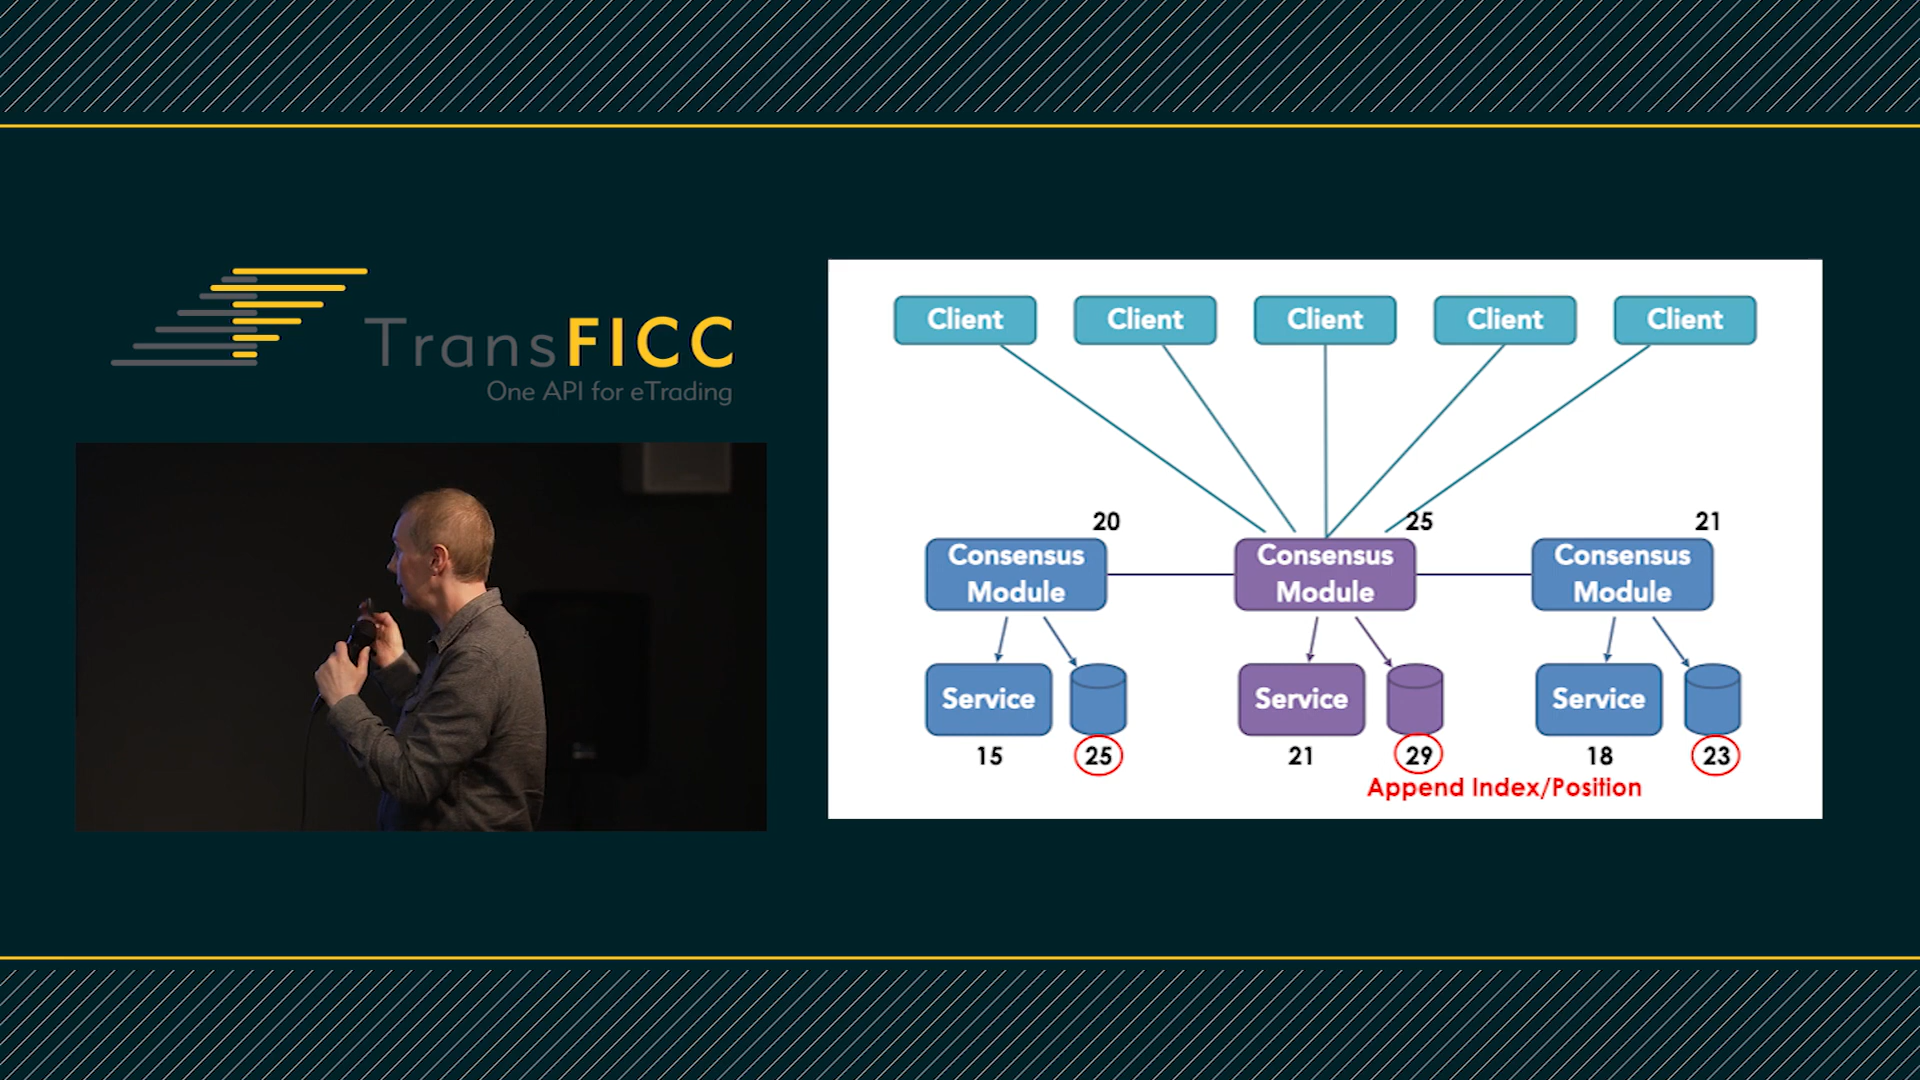 TransFICC
One API for eTrading
Client Client Client Client Client
20 25 21
Consensus Module Consensus Module Consensus Module
Service Service Service
15 25 21 29 18 23
Append Index/Position